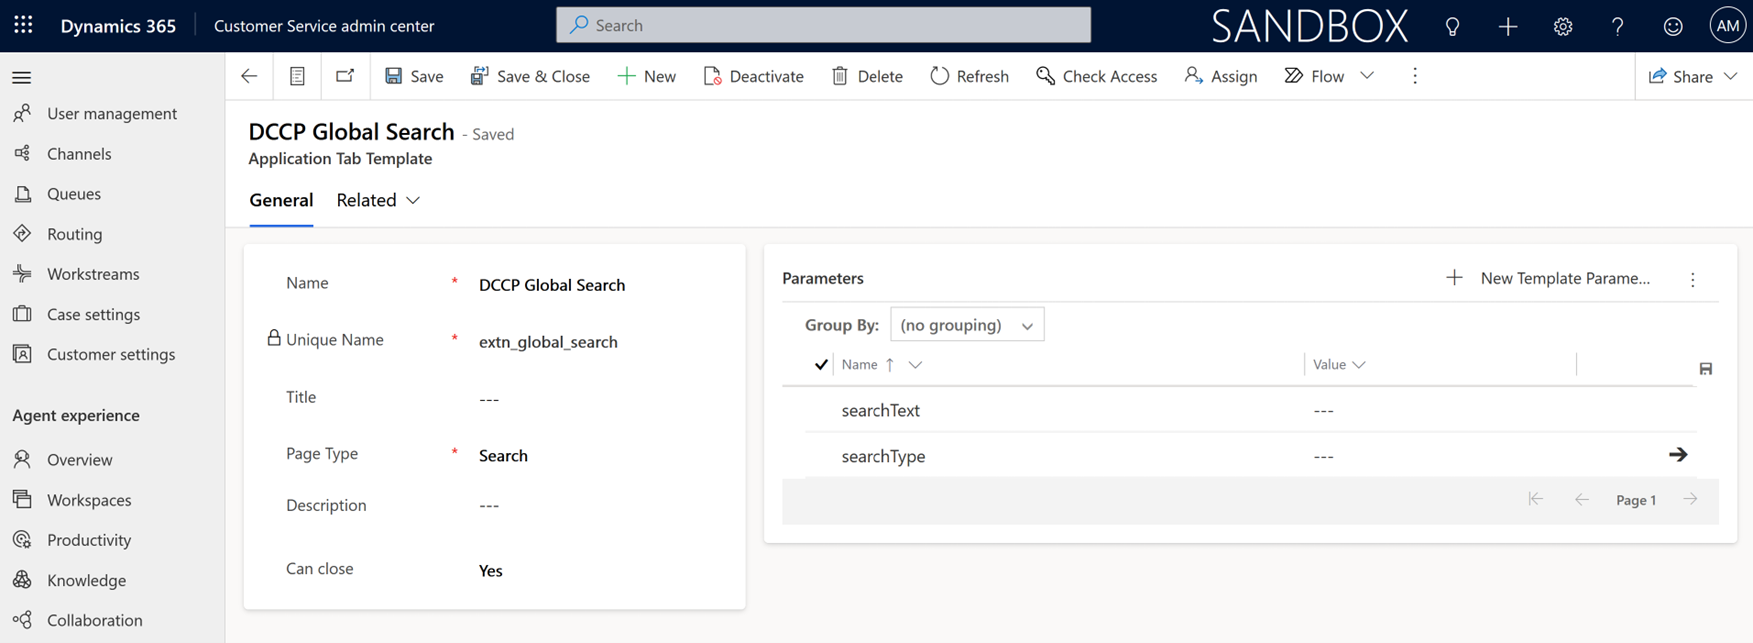 Dynamics 365 Customer Service admin center Search SANDBOX ? AM
Save Save & Close New Deactivate Delete Refresh Check Access Assign Flow Share
User management
Channels
Queues
Routing
Workstreams
Case settings
Customer settings
Agent experience
Overview
Workspaces
Productivity
Knowledge
Collaboration
DCCP Global Search - Saved
Application Tab Template
General Related
Name * DCCP Global Search
Unique Name * extn_global_search
Title ---
Page Type * Search
Description ---
Can close Yes
Parameters New Template Parame...
Group By: (no grouping)
Name ↑ Value
searchText ---
searchType ---
Page 1